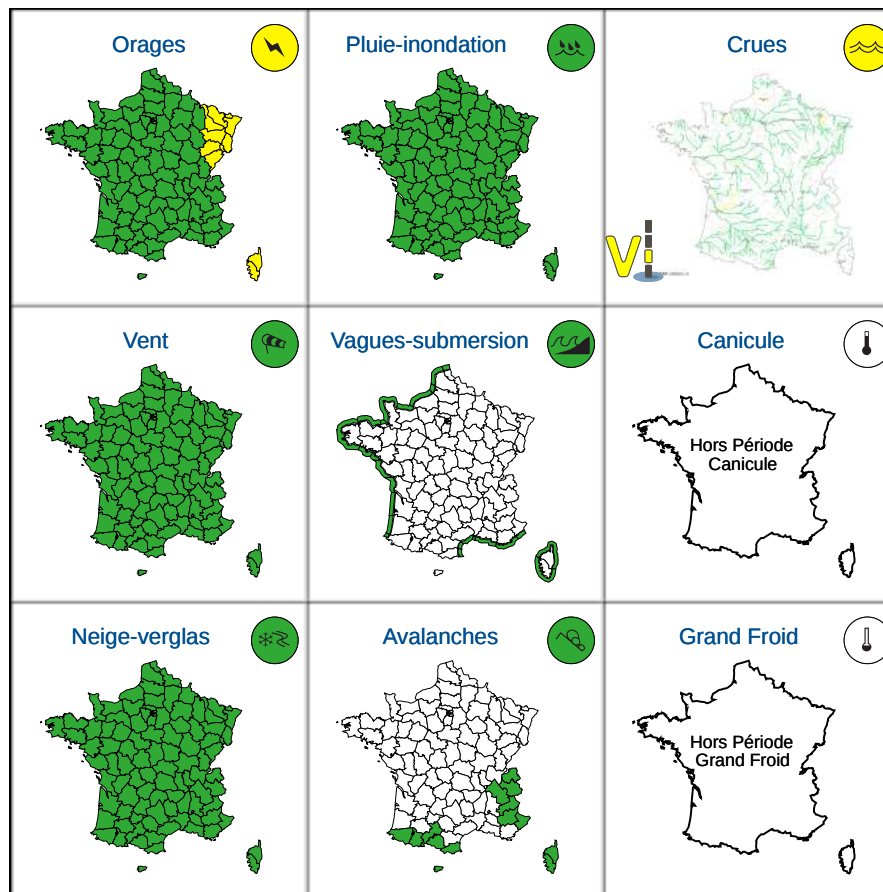 Orages
Pluie-inondation
Crues
Vi
Vent
Vagues-submersion
Canicule
Hors Période
Canicule
Neige-verglas
Avalanches
Grand Froid
Hors Période
Grand Froid